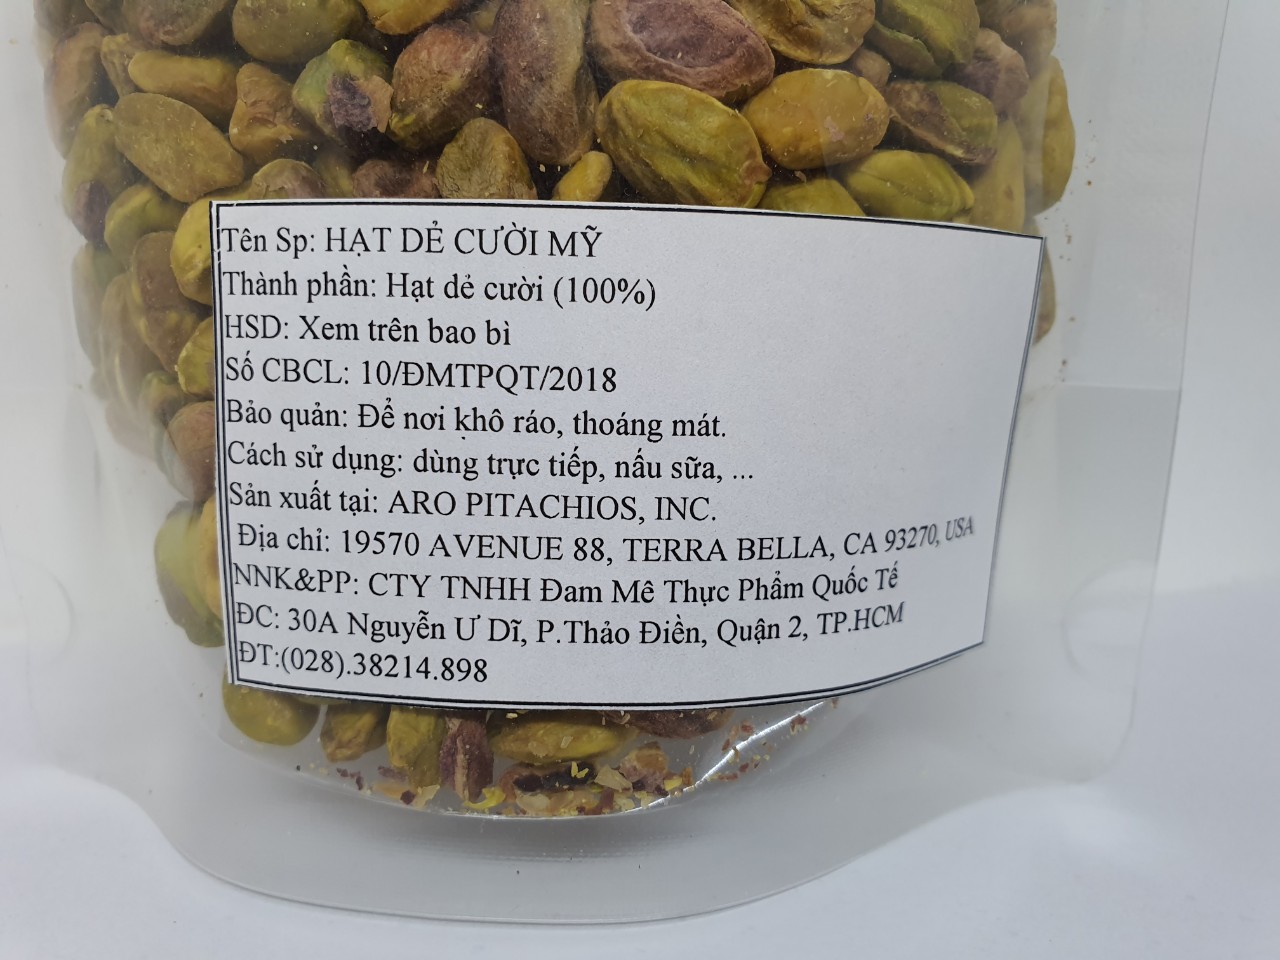 Tên Sp: HẠT DẺ CƯỜI MỸ
Thành phần: Hạt dẻ cười (100%)
HSD: Xem trên bao bì
Số CBCL: 10/ĐMTPQT/2018
Bảo quản: Để nơi khô ráo, thoáng mát.
Cách sử dụng: dùng trực tiếp, nấu sữa, ...
Sản xuất tại: ARO PITACHIOS, INC.
Địa chỉ: 19570 AVENUE 88, TERRA BELLA, CA 93270, USA
NNK&PP: CTY TNHH Đam Mê Thực Phẩm Quốc Tế
ĐC: 30A Nguyễn Ư Dĩ, P.Thảo Điền, Quận 2, TP.HCM
ĐT:(028).38214.898